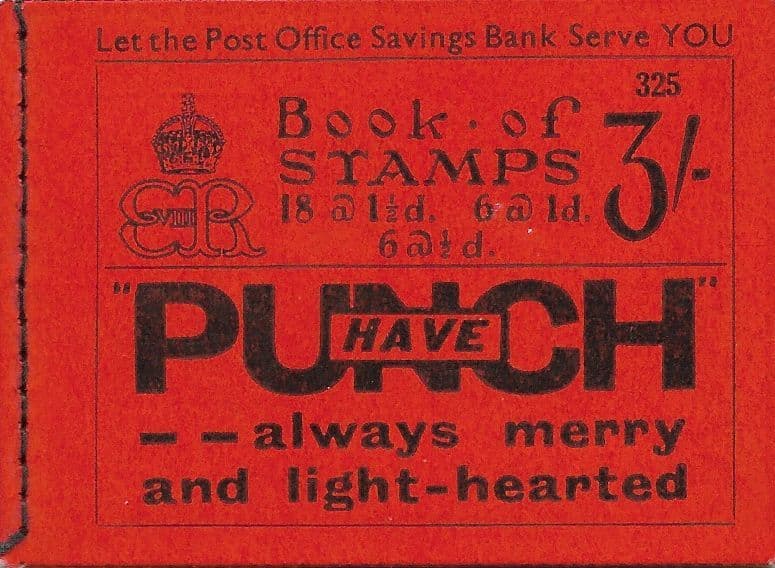 Let the Post Office Savings Bank Serve YOU
325
Book · of
STAMPS
3/-
18 @ 1½d. 6 @ 1d.
6 @ ½d.
EVIIIR
"PUNCH"
HAVE
– – always merry
and light-hearted